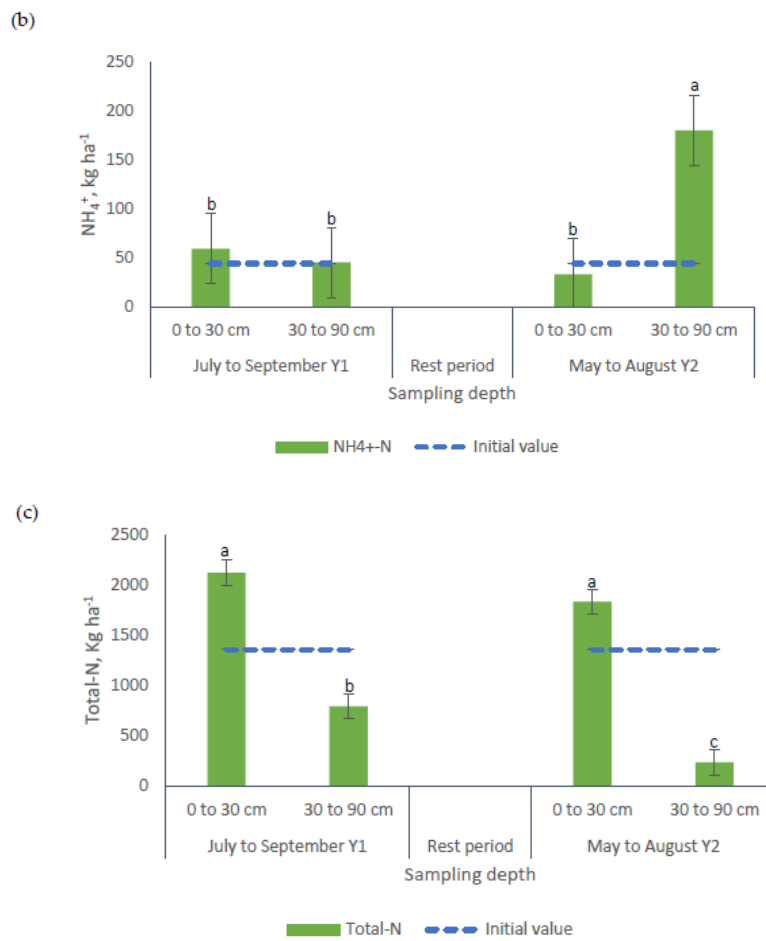 (b)
250
200
150
100
50
0
NH₄⁺, kg ha⁻¹
b
b
b
a
0 to 30 cm 30 to 90 cm 0 to 30 cm 30 to 90 cm
July to September Y1 Rest period May to August Y2
Sampling depth
NH4+-N Initial value
(c)
2500
2000
1500
1000
500
0
Total-N, Kg ha⁻¹
a
b
a
c
0 to 30 cm 30 to 90 cm 0 to 30 cm 30 to 90 cm
July to September Y1 Rest period May to August Y2
Sampling depth
Total-N Initial value